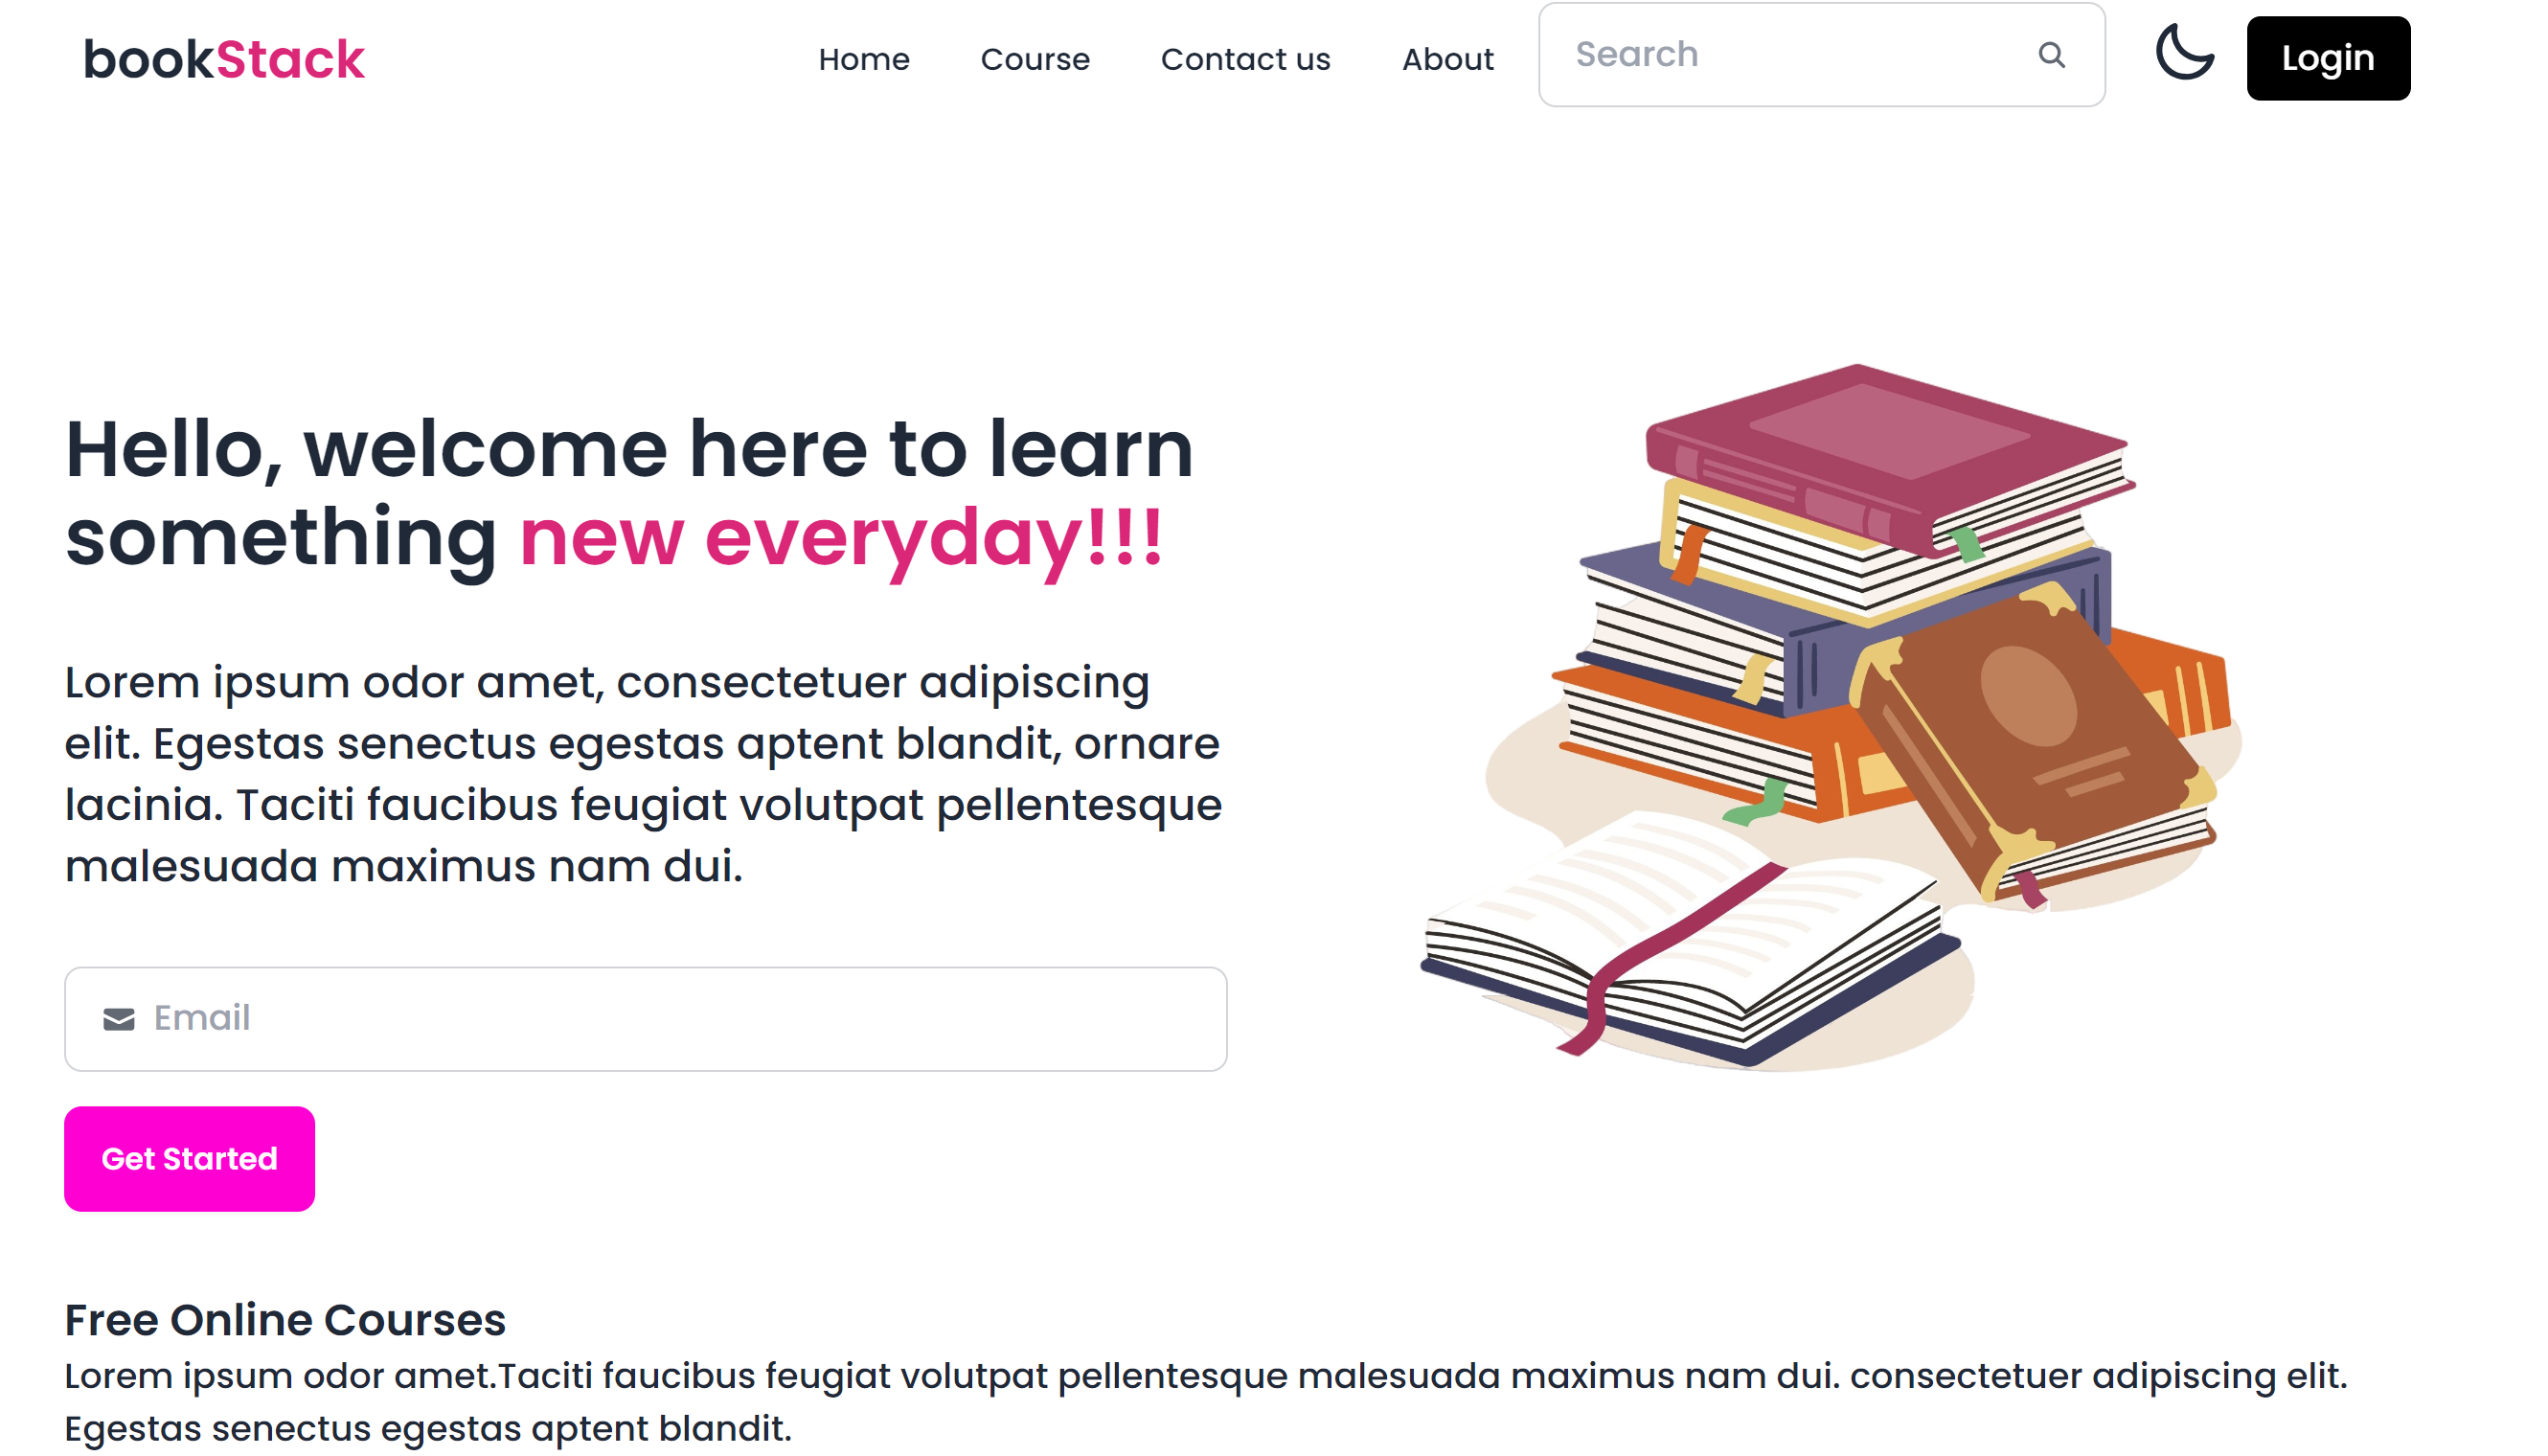 bookStack
Home Course Contact us About Search Login
Hello, welcome here to learn
something new everyday!!!
Lorem ipsum odor amet, consectetuer adipiscing
elit. Egestas senectus egestas aptent blandit, ornare
lacinia. Taciti faucibus feugiat volutpat pellentesque
malesuada maximus nam dui.
Email
Get Started
Free Online Courses
Lorem ipsum odor amet.Taciti faucibus feugiat volutpat pellentesque malesuada maximus nam dui. consectetuer adipiscing elit.
Egestas senectus egestas aptent blandit.